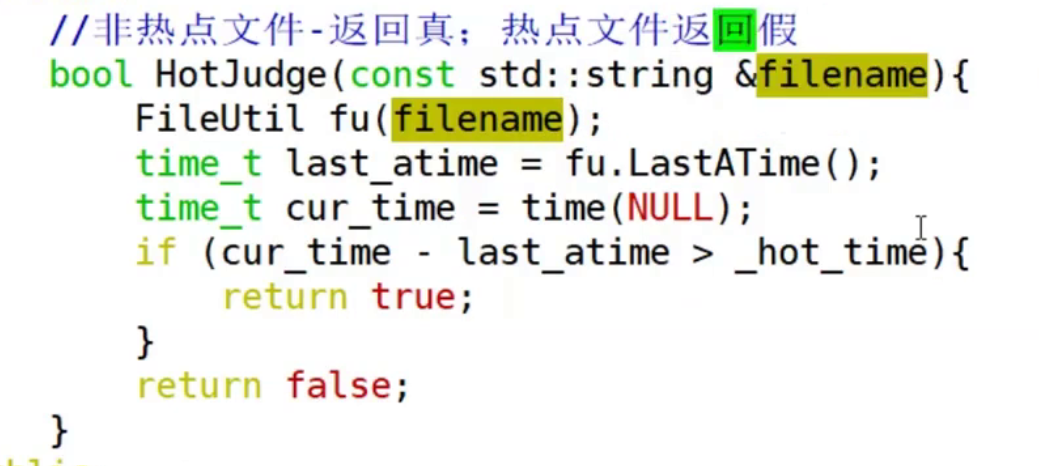 //非热点文件-返回真；热点文件返回假
bool HotJudge(const std::string &filename){
    FileUtil fu(filename);
    time_t last_atime = fu.LastATime();
    time_t cur_time = time(NULL);
    if (cur_time - last_atime > _hot_time){
        return true;
    }
    return false;
}